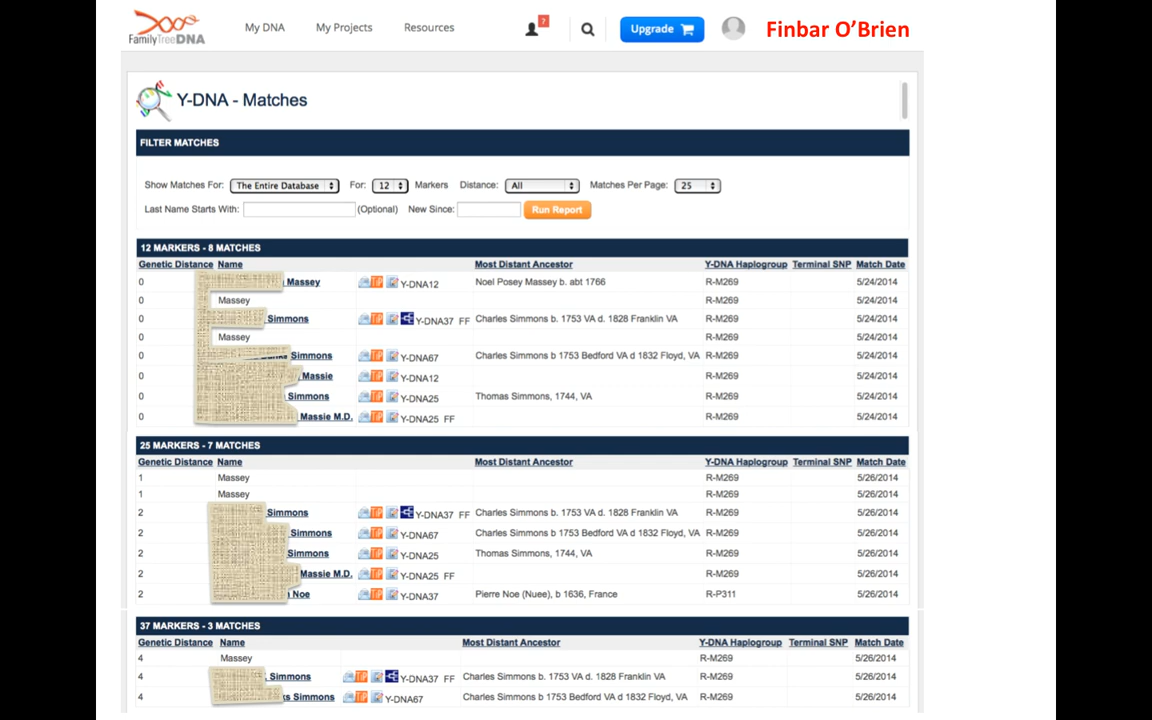 FamilyTreeDNA My DNA My Projects Resources ? Upgrade Finbar O’Brien
Y-DNA - Matches
FILTER MATCHES
Show Matches For: The Entire Database For: 12 Markers Distance: All Matches Per Page: 25
Last Name Starts With: (Optional) New Since: Run Report
12 MARKERS - 8 MATCHES
Genetic Distance Name Most Distant Ancestor Y-DNA Haplogroup Terminal SNP Match Date
0 Massey Y-DNA12 Noel Posey Massey b. abt 1766 R-M269 5/24/2014
0 Massey R-M269 5/24/2014
0 Simmons Y-DNA37 FF Charles Simmons b. 1753 VA d. 1828 Franklin VA R-M269 5/24/2014
0 Massey R-M269 5/24/2014
0 Simmons Y-DNA67 Charles Simmons b 1753 Bedford VA d 1832 Floyd, VA R-M269 5/24/2014
0 Massie Y-DNA12 R-M269 5/24/2014
0 Simmons Y-DNA25 Thomas Simmons, 1744, VA R-M269 5/24/2014
0 Massie M.D. Y-DNA25 FF R-M269 5/24/2014
25 MARKERS - 7 MATCHES
Genetic Distance Name Most Distant Ancestor Y-DNA Haplogroup Terminal SNP Match Date
1 Massey R-M269 5/26/2014
1 Massey R-M269 5/26/2014
2 Simmons Y-DNA37 FF Charles Simmons b. 1753 VA d. 1828 Franklin VA R-M269 5/26/2014
2 Simmons Y-DNA67 Charles Simmons b 1753 Bedford VA d 1832 Floyd, VA R-M269 5/26/2014
2 Simmons Y-DNA25 Thomas Simmons, 1744, VA R-M269 5/26/2014
2 Massie M.D. Y-DNA25 FF R-M269 5/26/2014
2 Noe Y-DNA37 Pierre Noe (Nuee), b 1636, France R-P311 5/26/2014
37 MARKERS - 3 MATCHES
Genetic Distance Name Most Distant Ancestor Y-DNA Haplogroup Terminal SNP Match Date
4 Massey R-M269 5/26/2014
4 Simmons Y-DNA37 FF Charles Simmons b. 1753 VA d. 1828 Franklin VA R-M269 5/26/2014
4 Simmons Y-DNA67 Charles Simmons b 1753 Bedford VA d 1832 Floyd, VA R-M269 5/26/2014